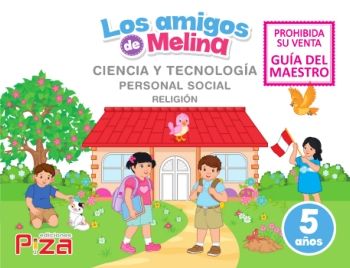 Los amigos
de Melina
CIENCIA Y TECNOLOGÍA
PERSONAL SOCIAL
RELIGIÓN
PROHIBIDA
SU VENTA
GUÍA DEL
MAESTRO
ediciones
PIZA
5
años